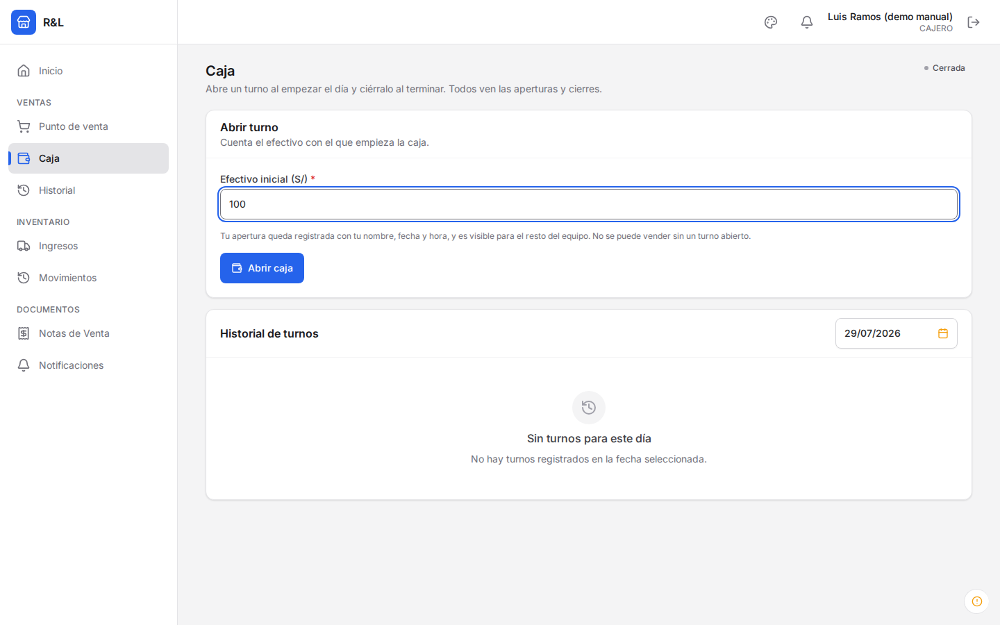 R&L
Luis Ramos (demo manual)
CAJERO
Inicio
VENTAS
Punto de venta
Caja
Historial
INVENTARIO
Ingresos
Movimientos
DOCUMENTOS
Notas de Venta
Notificaciones
Caja
Cerrada
Abre un turno al empezar el día y ciérralo al terminar. Todos ven las aperturas y cierres.
Abrir turno
Cuenta el efectivo con el que empieza la caja.
Efectivo inicial (S/) *
100
Tu apertura queda registrada con tu nombre, fecha y hora, y es visible para el resto del equipo. No se puede vender sin un turno abierto.
Abrir caja
Historial de turnos
29/07/2026
Sin turnos para este día
No hay turnos registrados en la fecha seleccionada.